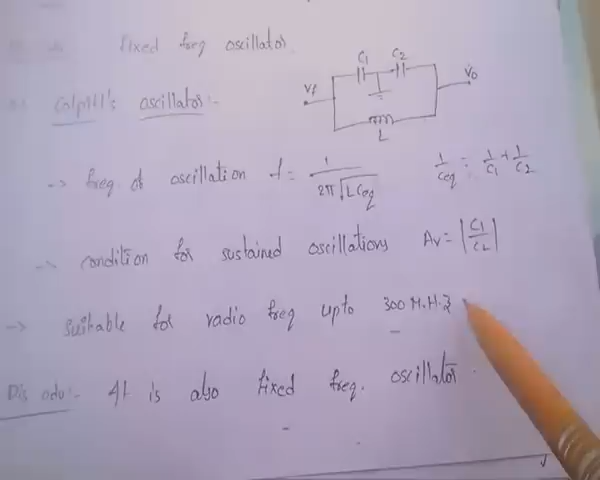 fixed freq oscillator.
C1 C2
Vf Vo
L
Colpitt's oscillator:-
-> freq. of oscillation f = 1 / 2π√LCeq 1/Ceq = 1/C1 + 1/C2
-> condition for sustained oscillations Av = |C1/C2|
-> suitable for radio freq upto 300 M.H.Z
Dis adv:- It is also fixed freq. oscillator.